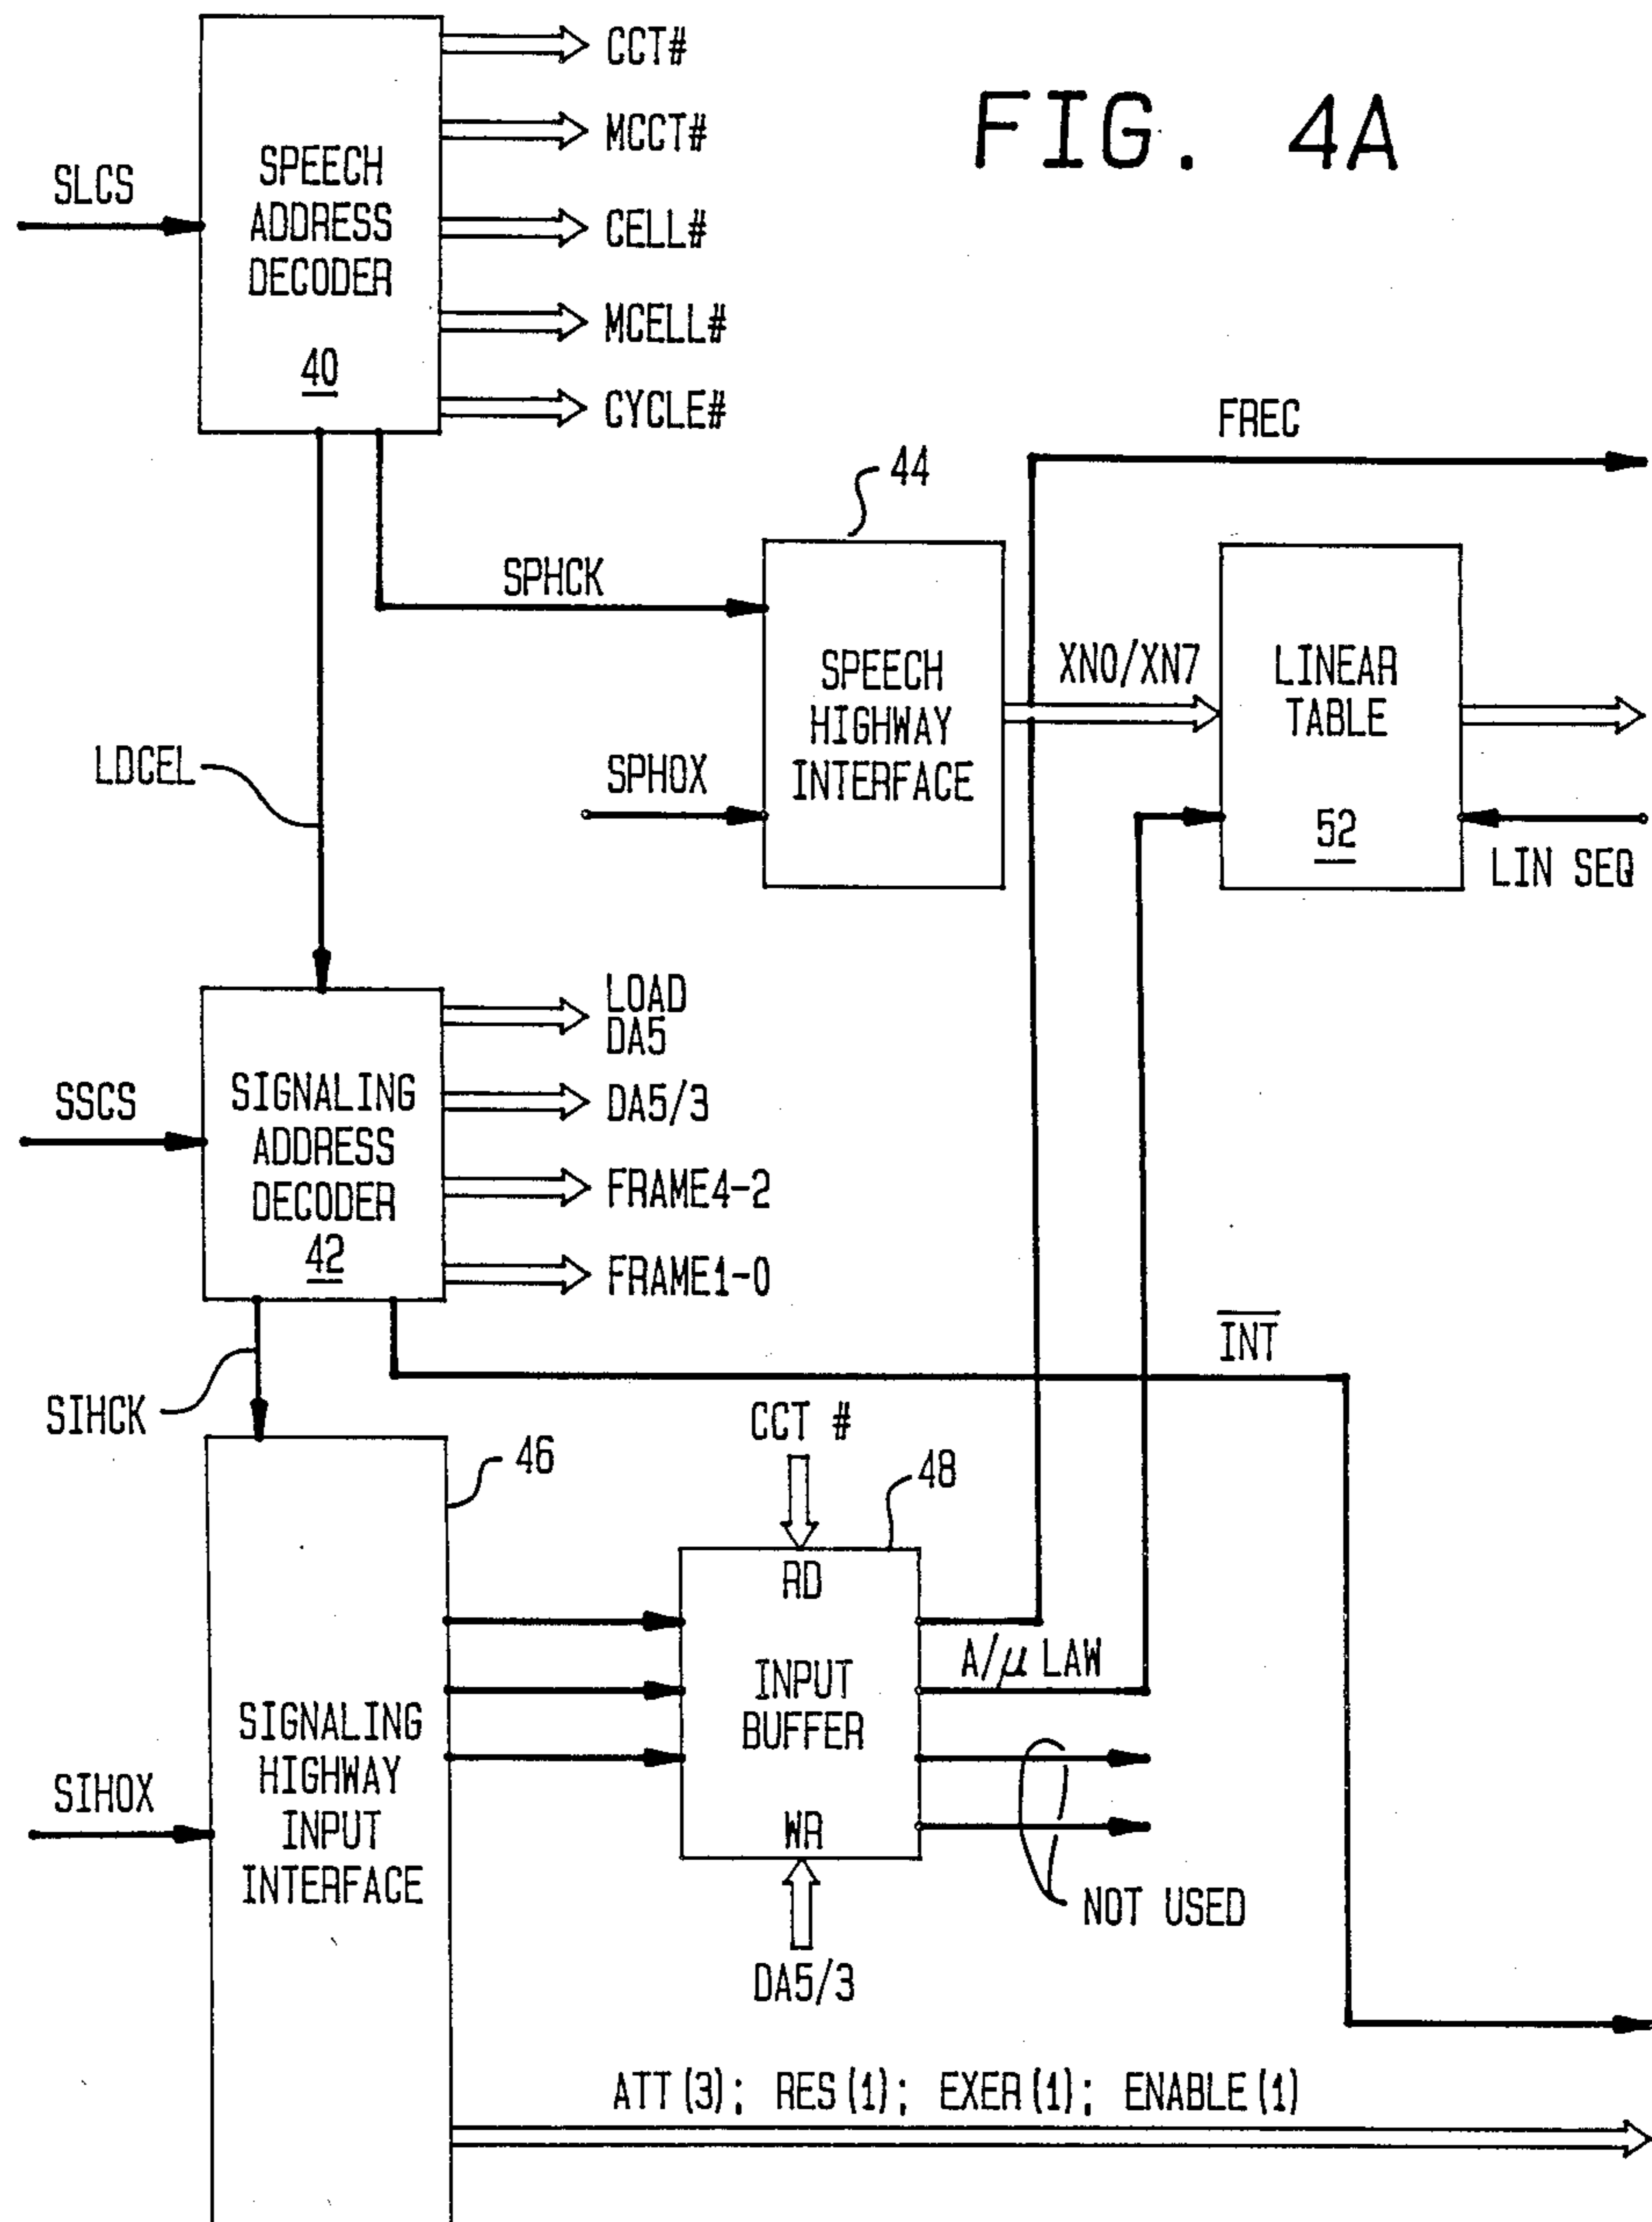 FIG. 4A
CCT#
MCCT#
CELL#
MCELL#
CYCLE#
SLCS
SPEECH
ADDRESS
DECODER
40
FREC
44
SPHCK
SPEECH
HIGHWAY
INTERFACE
XN0/XN7
LINEAR
TABLE
52
LDCEL
SPHOX
LIN SEQ
LOAD
DA5
DA5/3
FRAME4-2
FRAME1-0
SSCS
SIGNALING
ADDRESS
DECODER
42
INT
SIHCK
46
CCT #
48
RD
INPUT
BUFFER
WR
A/μ LAW
SIGNALING
HIGHWAY
INPUT
INTERFACE
SIHOX
NOT USED
DA5/3
ATT(3); RES(1); EXER(1); ENABLE(1)